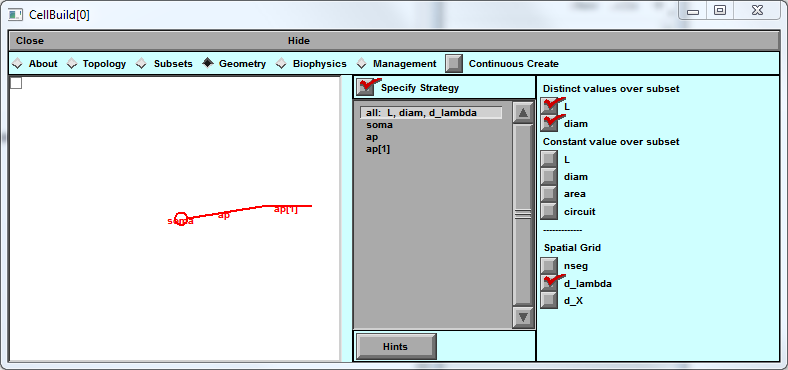 CellBuild[0]
Close Hide
About Topology Subsets Geometry Biophysics Management Continuous Create
Specify Strategy
all: L, diam, d_lambda
soma
ap
ap[1]
soma
ap
ap[1]
Hints
Distinct values over subset
L
diam
Constant value over subset
L
diam
area
circuit
-------------
Spatial Grid
nseg
d_lambda
d_X